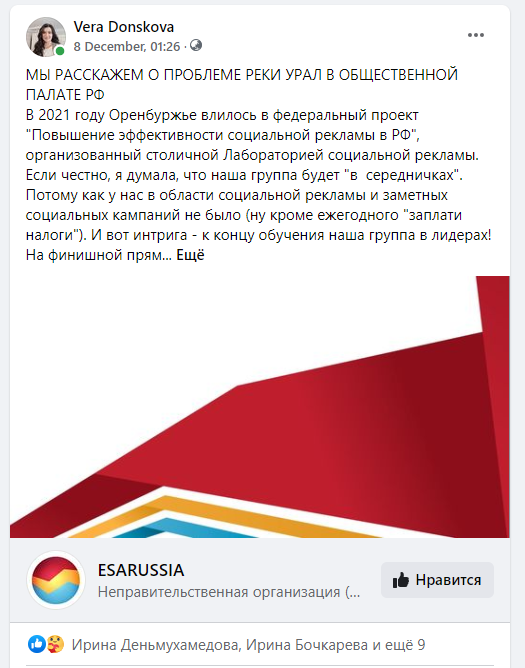 Vera Donskova
8 December, 01:26 ·
МЫ РАССКАЖЕМ О ПРОБЛЕМЕ РЕКИ УРАЛ В ОБЩЕСТВЕННОЙ
ПАЛАТЕ РФ
В 2021 году Оренбуржье влилось в федеральный проект
"Повышение эффективности социальной рекламы в РФ",
организованный столичной Лабораторией социальной рекламы.
Если честно, я думала, что наша группа будет "в  середничках".
Потому как у нас в области социальной рекламы и заметных
социальных кампаний не было (ну кроме ежегодного "заплати
налоги"). И вот интрига - к концу обучения наша группа в лидерах!
На финишной прям... Ещё
ESARUSSIA
Неправительственная организация (...
Нравится
Ирина Деньмухамедова, Ирина Бочкарева и ещё 9